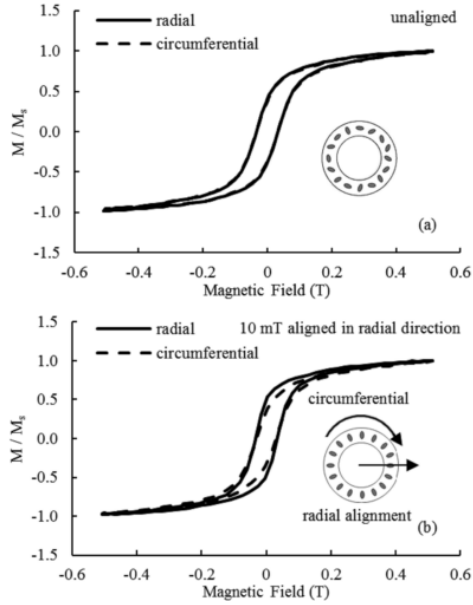 1.5
1.0
0.5
0.0
-0.5
-1.0
-1.5
M / Ms
radial
circumferential
unaligned
(a)
-0.6 -0.4 -0.2 0 0.2 0.4 0.6
Magnetic Field (T)
1.5
1.0
0.5
0.0
-0.5
-1.0
-1.5
M / Ms
radial
10 mT aligned in radial direction
circumferential
circumferential
radial alignment
(b)
-0.6 -0.4 -0.2 0 0.2 0.4 0.6
Magnetic Field (T)